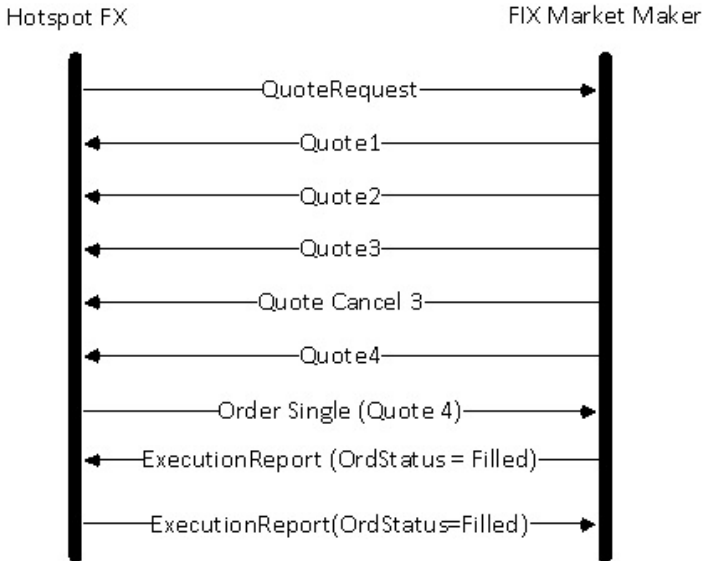 Hotspot FX
FIX Market Maker
QuoteRequest
Quote1
Quote2
Quote3
Quote Cancel 3
Quote4
Order Single (Quote 4)
ExecutionReport (OrdStatus = Filled)
ExecutionReport(OrdStatus=Filled)